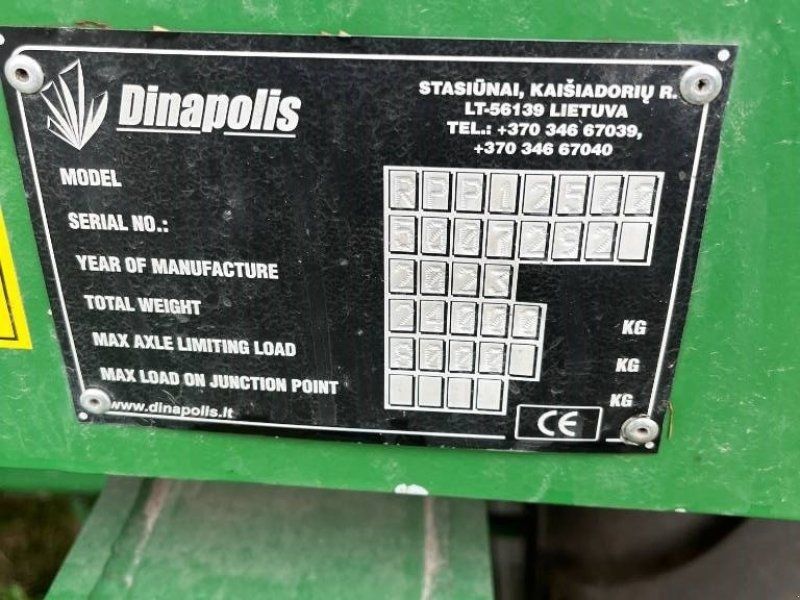 Dinapolis
STASIŪNAI, KAIŠIADORIŲ R.
LT-56139 LIETUVA
TEL.: +370 346 67039,
+370 346 67040
MODEL
SERIAL NO.:
YEAR OF MANUFACTURE
TOTAL WEIGHT
KG
MAX AXLE LIMITING LOAD
KG
MAX LOAD ON JUNCTION POINT
KG
www.dinapolis.lt
CE